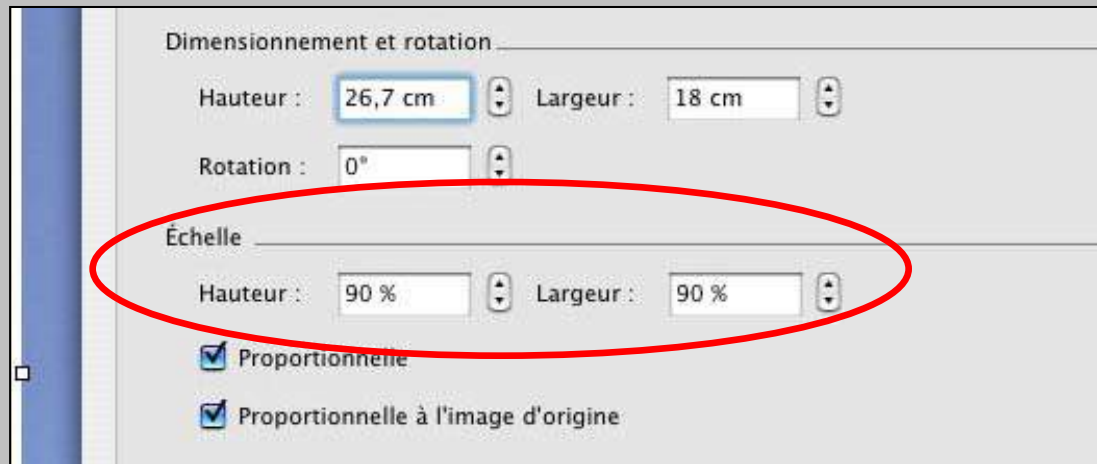 Dimensionnement et rotation
Hauteur : 26,7 cm Largeur : 18 cm
Rotation : 0°
Échelle
Hauteur : 90 % Largeur : 90 %
Proportionnelle
Proportionnelle à l'image d'origine